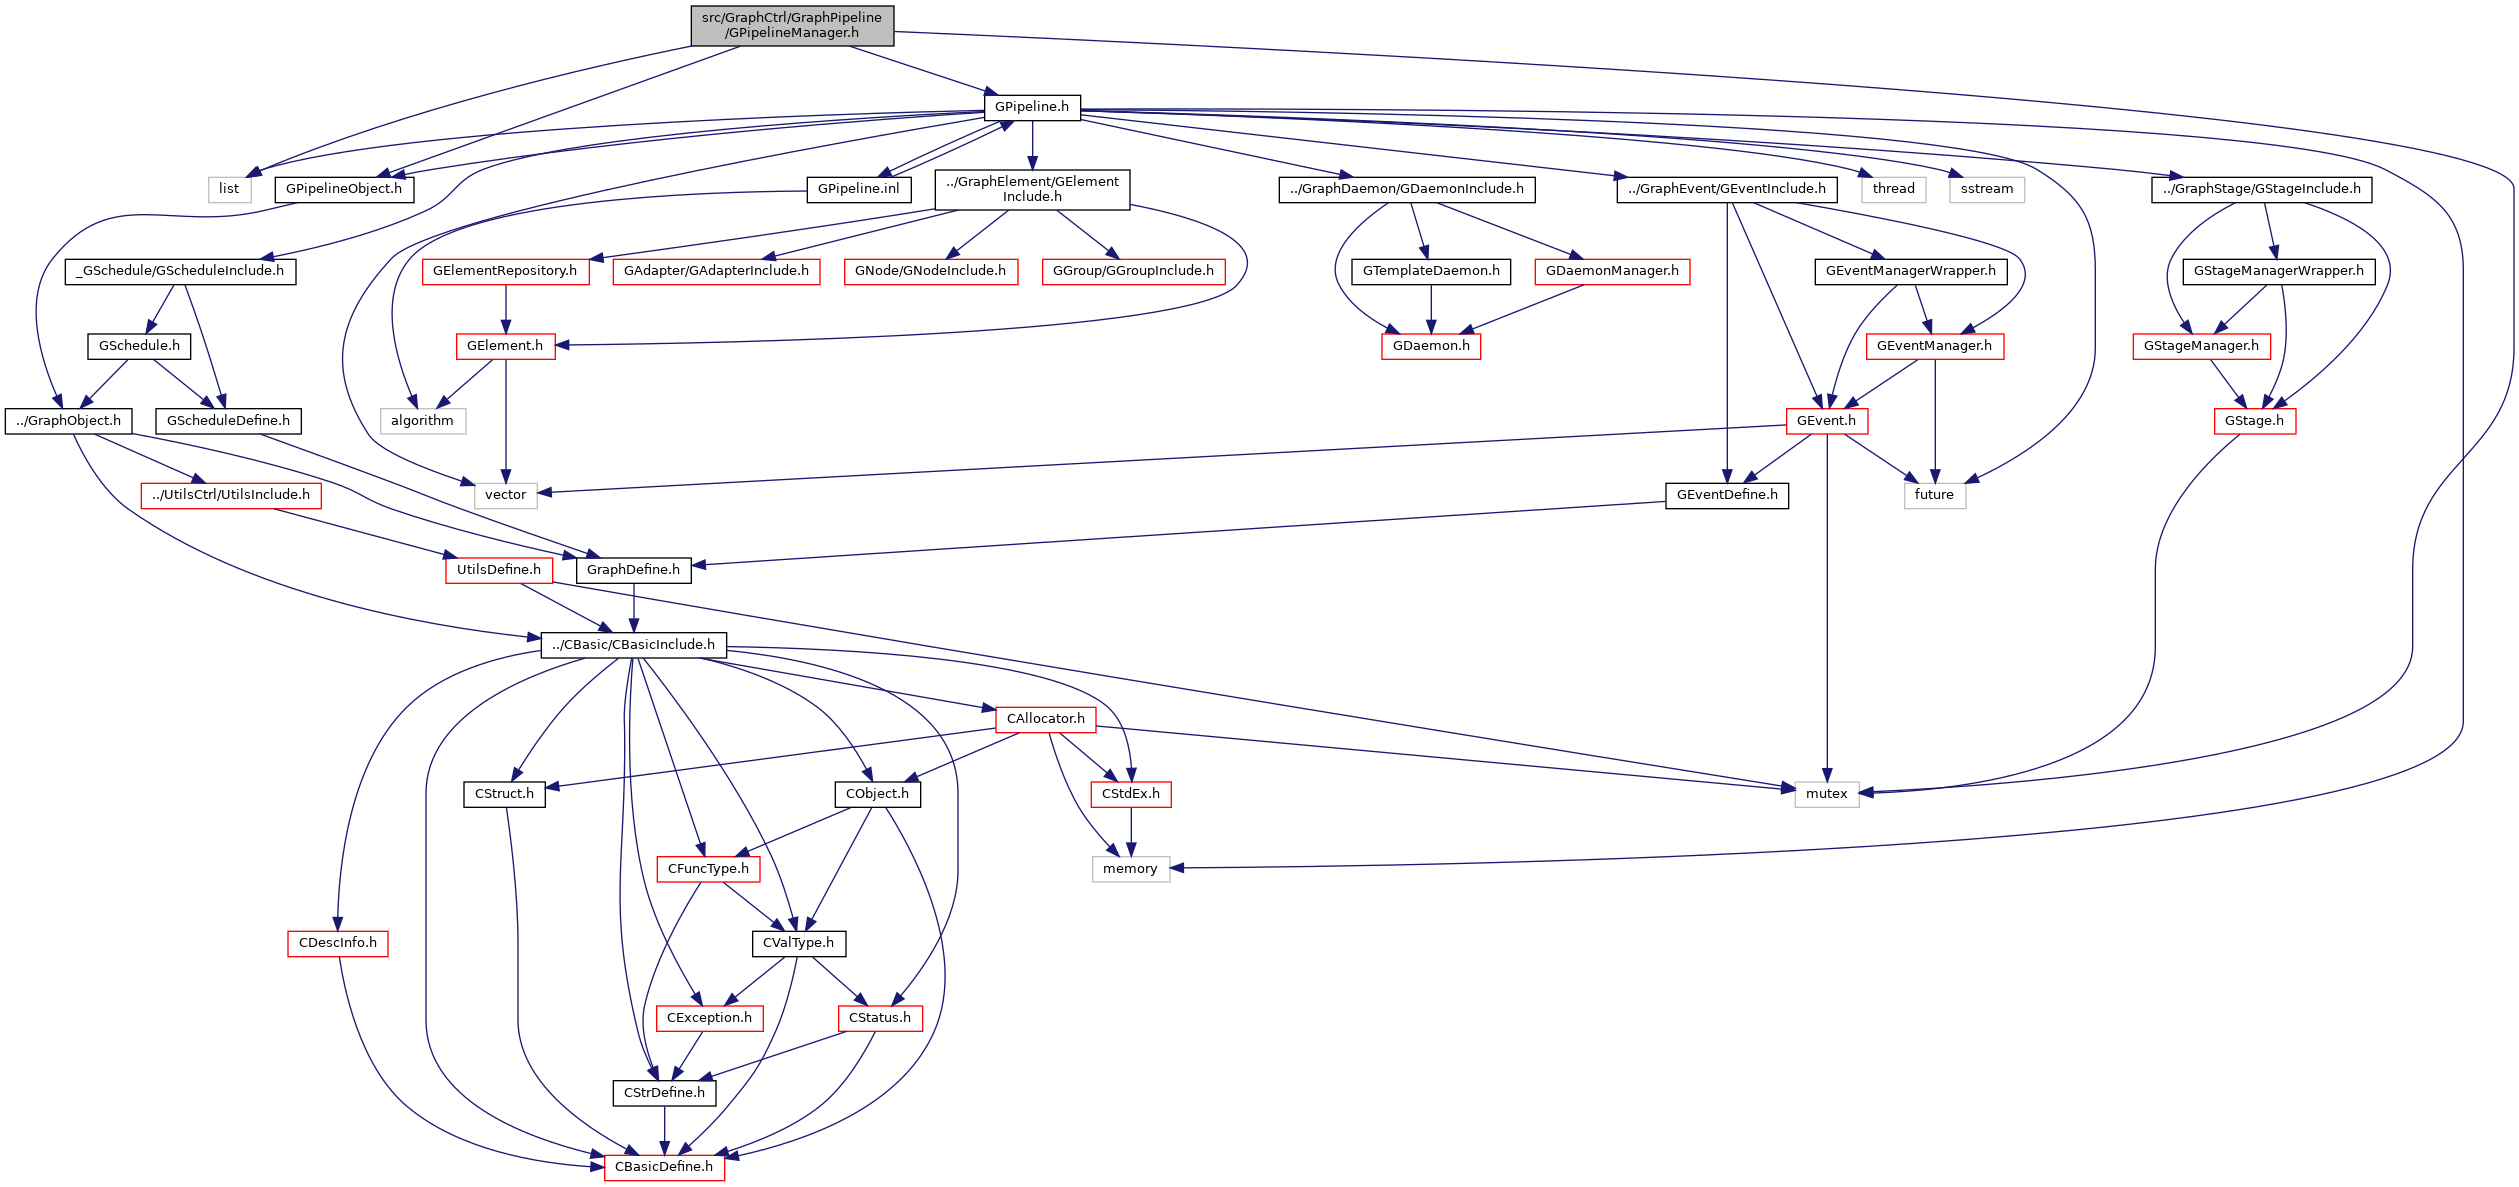 src/GraphCtrl/GraphPipeline
/GPipelineManager.h
GPipeline.h
list
GPipelineObject.h
GPipeline.inl
../GraphElement/GElement
Include.h
../GraphDaemon/GDaemonInclude.h
../GraphEvent/GEventInclude.h
thread
sstream
../GraphStage/GStageInclude.h
_GSchedule/GScheduleInclude.h
GElementRepository.h
GAdapter/GAdapterInclude.h
GNode/GNodeInclude.h
GGroup/GGroupInclude.h
GTemplateDaemon.h
GDaemonManager.h
GEventManagerWrapper.h
GStageManagerWrapper.h
GSchedule.h
GElement.h
GDaemon.h
GEventManager.h
GStageManager.h
../GraphObject.h
GScheduleDefine.h
algorithm
GEvent.h
GStage.h
../UtilsCtrl/UtilsInclude.h
vector
GEventDefine.h
future
UtilsDefine.h
GraphDefine.h
../CBasic/CBasicInclude.h
CAllocator.h
CStruct.h
CObject.h
CStdEx.h
mutex
CFuncType.h
memory
CDescInfo.h
CValType.h
CException.h
CStatus.h
CStrDefine.h
CBasicDefine.h